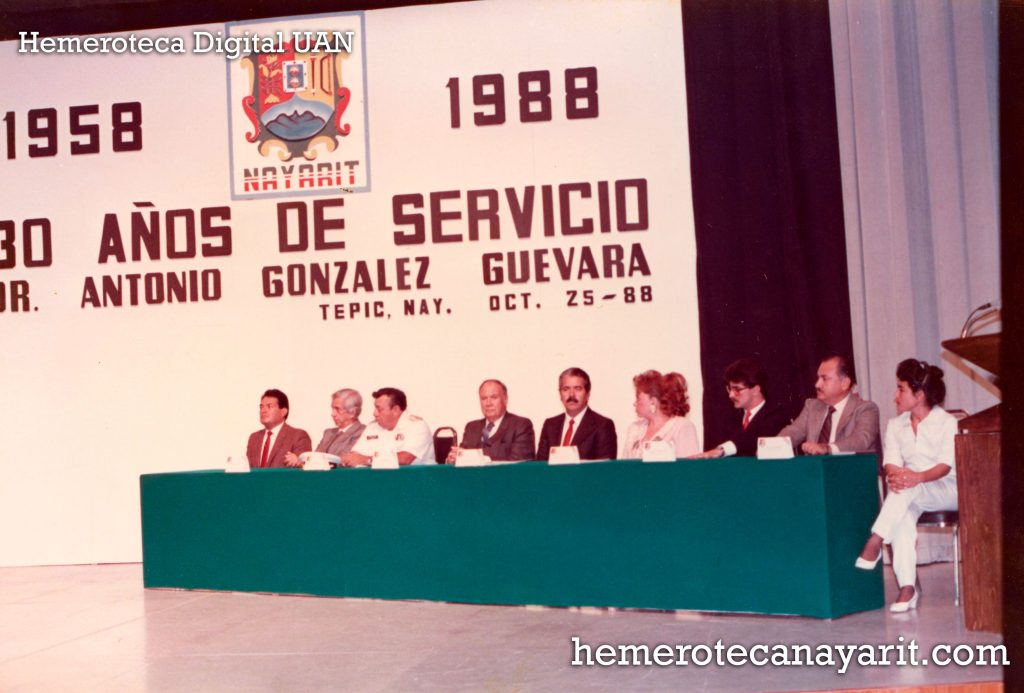 Hemeroteca Digital UAN
1958 1988
NAYARIT
30 AÑOS DE SERVICIO
DR. ANTONIO GONZALEZ GUEVARA
TEPIC, NAY. OCT. 25-88
hemerotecanayarit.com